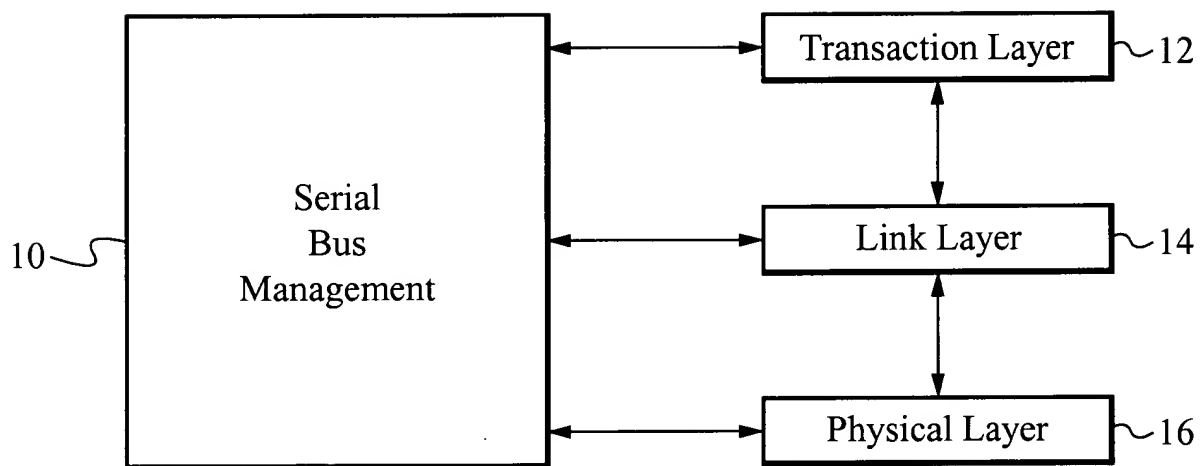 Transaction Layer
12
Serial
Bus
Management
10
Link Layer
14
Physical Layer
16